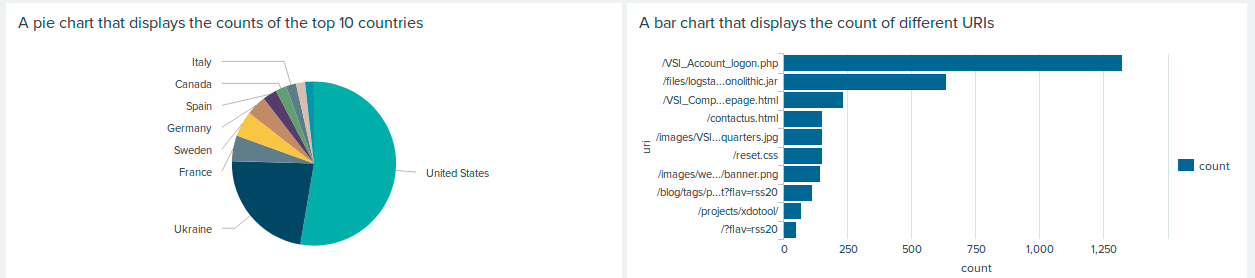 A pie chart that displays the counts of the top 10 countries
Italy
Canada
Spain
Germany
Sweden
France
Ukraine
United States
A bar chart that displays the count of different URIs
/VSI_Account_logon.php
/files/logsta...onolithic.jar
/VSI_Comp...epage.html
/contactus.html
/images/VSI...quarters.jpg
/reset.css
/images/we.../banner.png
/blog/tags/p...t?flav=rss20
/projects/xdotool/
/?flav=rss20
uri
0 250 500 750 1,000 1,250
count
count